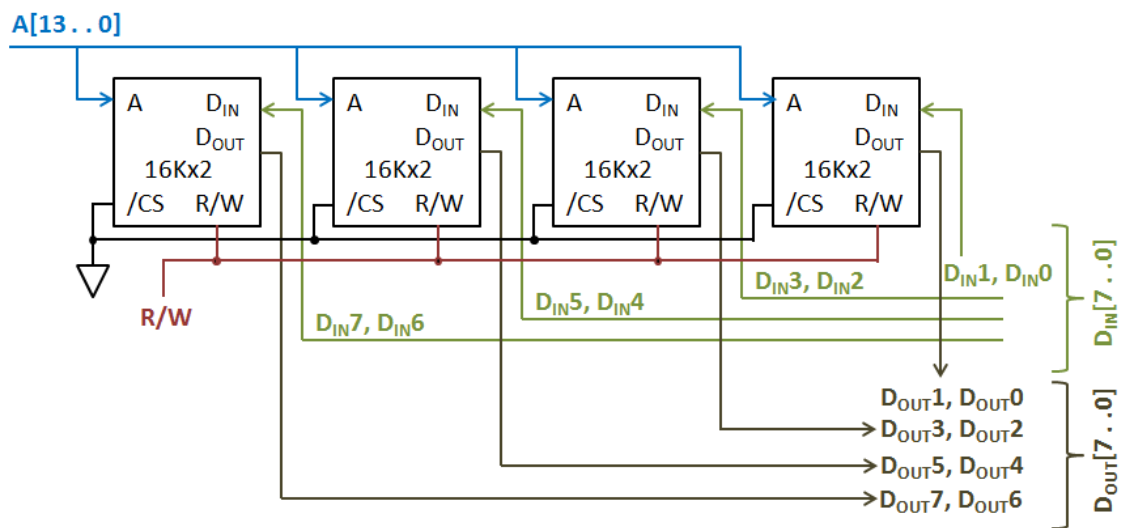 A[13 . . 0]
A DIN
DOUT
16Kx2
/CS R/W
A DIN
DOUT
16Kx2
/CS R/W
A DIN
DOUT
16Kx2
/CS R/W
A DIN
DOUT
16Kx2
/CS R/W
R/W
DIN1, DIN0
DIN3, DIN2
DIN5, DIN4
DIN7, DIN6
DIN[7 . . 0]
DOUT1, DOUT0
DOUT3, DOUT2
DOUT5, DOUT4
DOUT7, DOUT6
DOUT[7 . . 0]